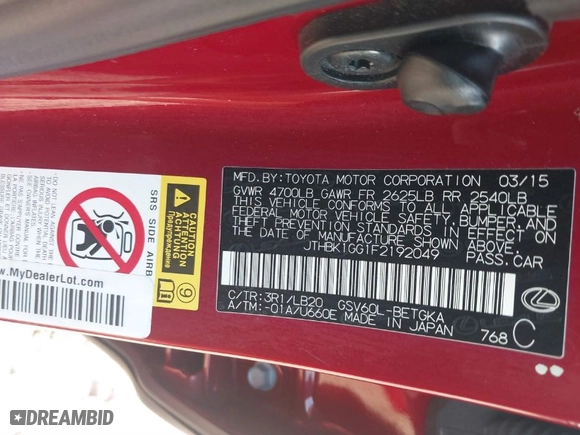 MFD.BY:TOYOTA MOTOR CORPORATION 03/15
GVWR 4700LB GAWR FR 2625LB RR 2540LB
THIS VEHICLE CONFORMS TO ALL APPLICABLE
FEDERAL MOTOR VEHICLE SAFETY, BUMPER, AND
THEFT PREVENTION STANDARDS IN EFFECT ON
THE DATE OF MANUFACTURE SHOWN ABOVE.
JTHBK1GG1F2192049 PASS.CAR
C/TR:3R1/LB20 GSV60L-BETGKA
A/TM:-01A/U660E MADE IN JAPAN
768 C
SRS SIDE AIRB
CAUTION
ATTENTION
9
www.MyDealerLot.com
DREAMBID